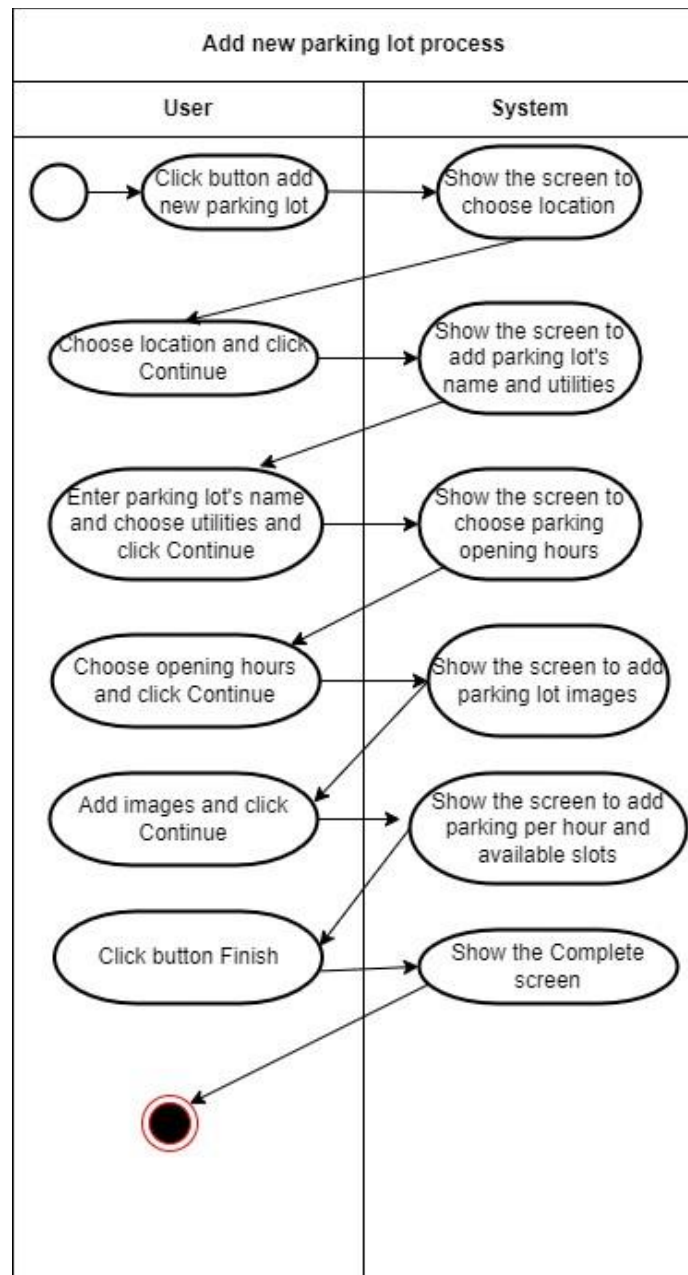 Add new parking lot process
User
System
Click button add
new parking lot
Show the screen to
choose location
Choose location and click
Continue
Show the screen to
add parking lot's
name and utilities
Enter parking lot's name
and choose utilities and
click Continue
Show the screen to
choose parking
opening hours
Choose opening hours
and click Continue
Show the screen to add
parking lot images
Add images and click
Continue
Show the screen to add
parking per hour and
available slots
Click button Finish
Show the Complete
screen